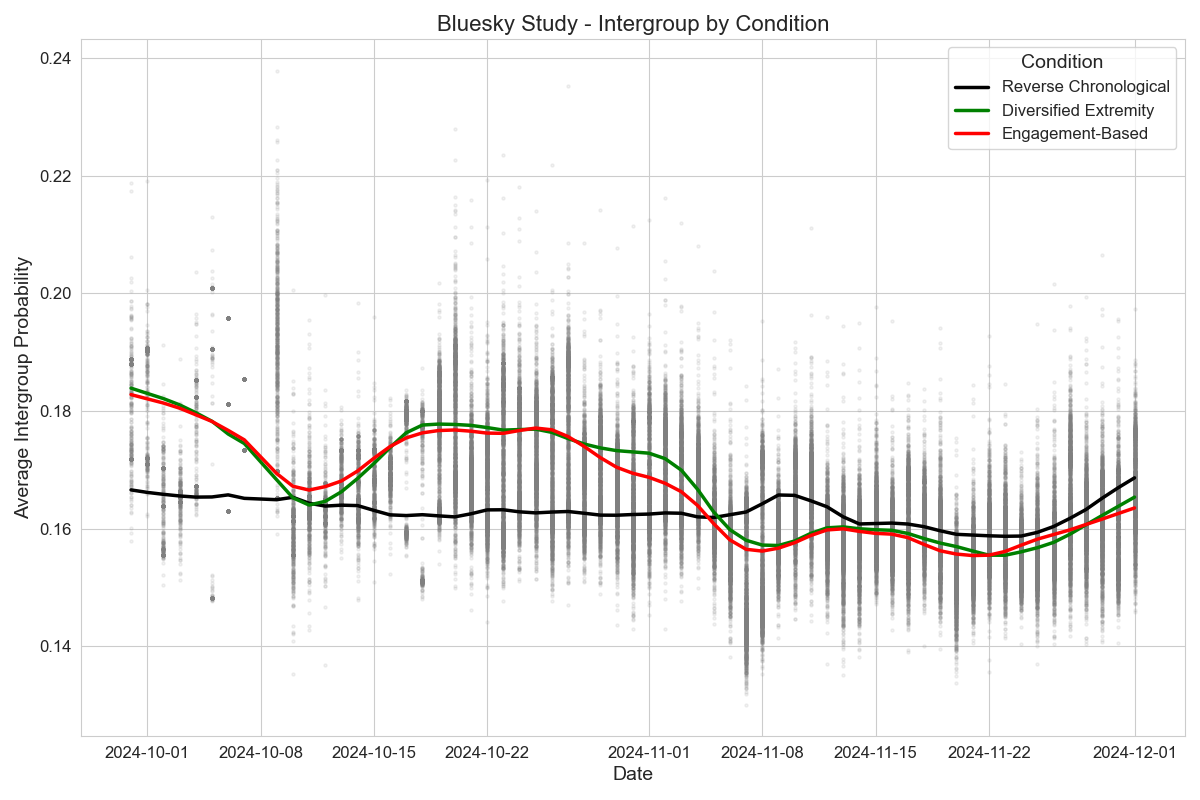 Bluesky Study - Intergroup by Condition
Condition
Reverse Chronological
Diversified Extremity
Engagement-Based
Average Intergroup Probability
0.24
0.22
0.20
0.18
0.16
0.14
2024-10-01
2024-10-08
2024-10-15
2024-10-22
2024-11-01
2024-11-08
2024-11-15
2024-11-22
2024-12-01
Date